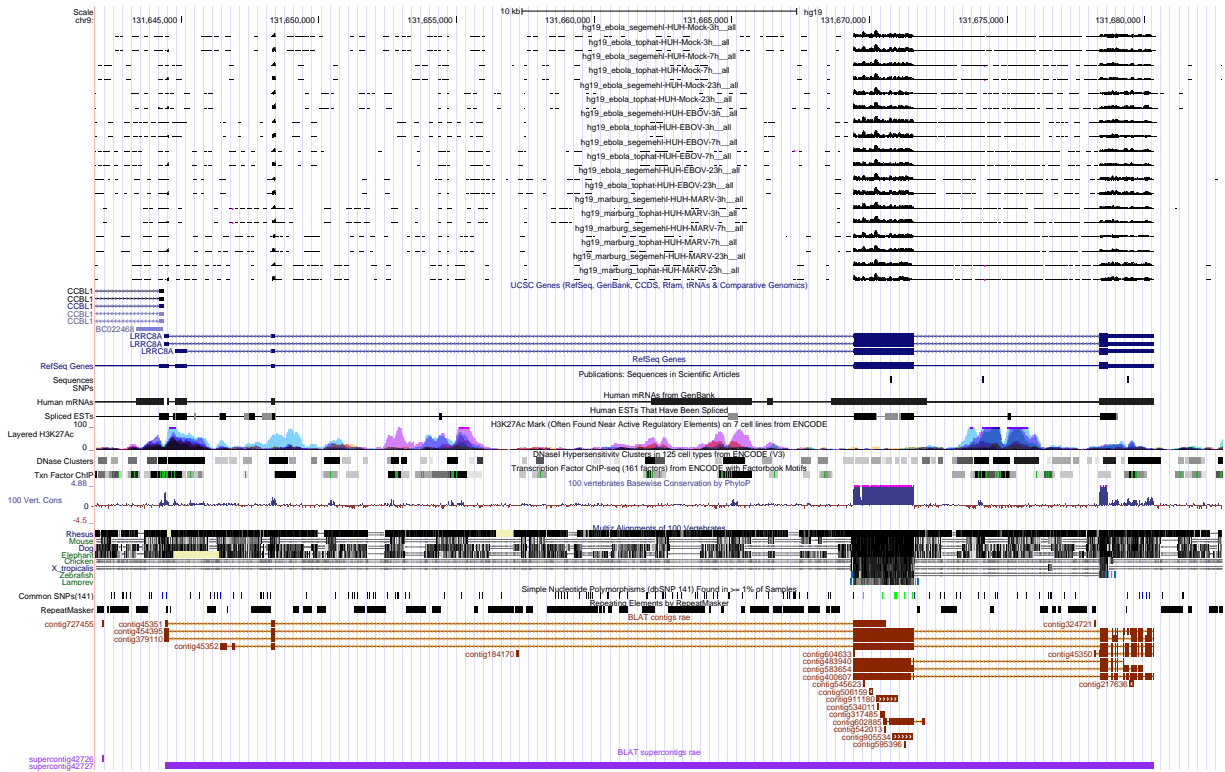 Scale 10 kb hg19
chr9: 131,645,000 131,650,000 131,655,000 131,660,000 131,665,000 131,670,000 131,675,000 131,680,000
hg19_ebola_segemehl-HUH-Mock-3h__all
hg19_ebola_tophat-HUH-Mock-3h__all
hg19_ebola_segemehl-HUH-Mock-7h__all
hg19_ebola_tophat-HUH-Mock-7h__all
hg19_ebola_segemehl-HUH-Mock-23h__all
hg19_ebola_tophat-HUH-Mock-23h__all
hg19_ebola_segemehl-HUH-EBOV-3h__all
hg19_ebola_tophat-HUH-EBOV-3h__all
hg19_ebola_segemehl-HUH-EBOV-7h__all
hg19_ebola_tophat-HUH-EBOV-7h__all
hg19_ebola_segemehl-HUH-EBOV-23h__all
hg19_ebola_tophat-HUH-EBOV-23h__all
hg19_marburg_segemehl-HUH-MARV-3h__all
hg19_marburg_tophat-HUH-MARV-3h__all
hg19_marburg_segemehl-HUH-MARV-7h__all
hg19_marburg_tophat-HUH-MARV-7h__all
hg19_marburg_segemehl-HUH-MARV-23h__all
hg19_marburg_tophat-HUH-MARV-23h__all
UCSC Genes (RefSeq, GenBank, CCDS, Rfam, tRNAs & Comparative Genomics)
CCBL1
CCBL1
CCBL1
CCBL1
CCBL1
BC022468
LRRC8A
LRRC8A
LRRC8A
RefSeq Genes
RefSeq Genes
Publications: Sequences in Scientific Articles
Sequences
SNPs
Human mRNAs from GenBank
Human mRNAs
Human ESTs That Have Been Spliced
Spliced ESTs
100
H3K27Ac Mark (Often Found Near Active Regulatory Elements) on 7 cell lines from ENCODE
Layered H3K27Ac
0
DNaseI Hypersensitivity Clusters in 125 cell types from ENCODE (V3)
DNase Clusters
Transcription Factor ChIP-seq (161 factors) from ENCODE with Factorbook Motifs
Txn Factor ChIP
4.88
100 vertebrates Basewise Conservation by PhyloP
100 Vert. Cons
0
-4.5
Multiz Alignments of 100 Vertebrates
Rhesus
Mouse
Dog
Elephant
Chicken
X_tropicalis
Zebrafish
Lamprey
Simple Nucleotide Polymorphisms (dbSNP 141) Found in >= 1% of Samples
Common SNPs(141)
Repeating Elements by RepeatMasker
RepeatMasker
BLAT contigs rae
contig727455 contig45351 contig324721
contig454395
contig379110
contig45352
contig184170 contig604633 contig45350
contig483940
contig583654
contig400607
contig545623 contig217636
contig506159
contig911180
contig534011
contig317485
contig602885
contig542013
contig905534
contig595396
BLAT supercontigs rae
supercontig42726
supercontig42727